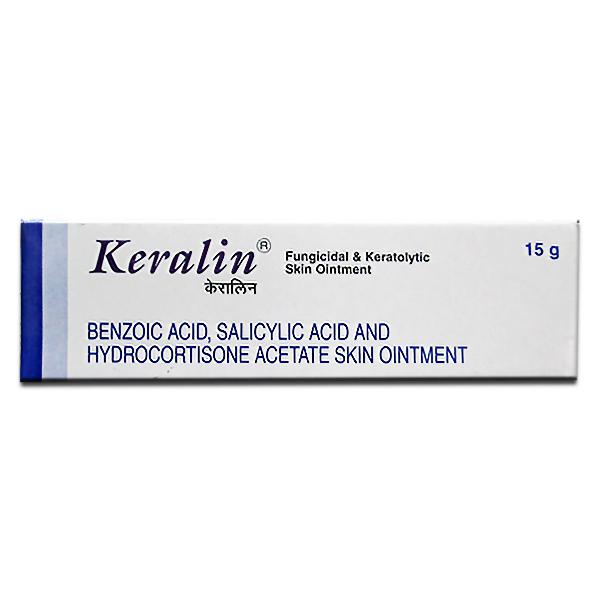 Keralin® Fungicidal & Keratolytic 15 g
Skin Ointment
केरालिन
BENZOIC ACID, SALICYLIC ACID AND
HYDROCORTISONE ACETATE SKIN OINTMENT